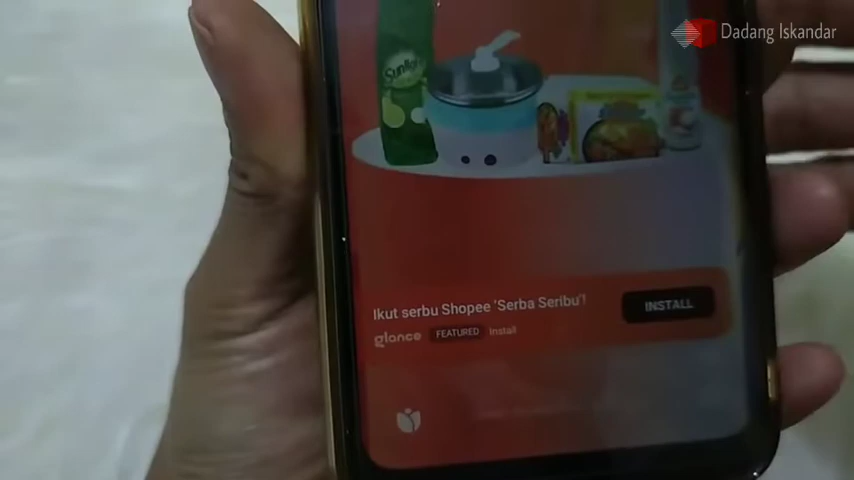 Dadang Iskandar
Sunlight
Ikut serbu Shopee 'Serba Seribu'!
INSTALL
glance FEATURED Install